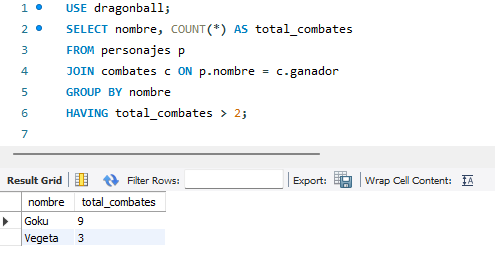 1 USE dragonball;
2 SELECT nombre, COUNT(*) AS total_combates
3 FROM personajes p
4 JOIN combates c ON p.nombre = c.ganador
5 GROUP BY nombre
6 HAVING total_combates > 2;
7
Result Grid Filter Rows: Export: Wrap Cell Content:
nombre total_combates
Goku 9
Vegeta 3